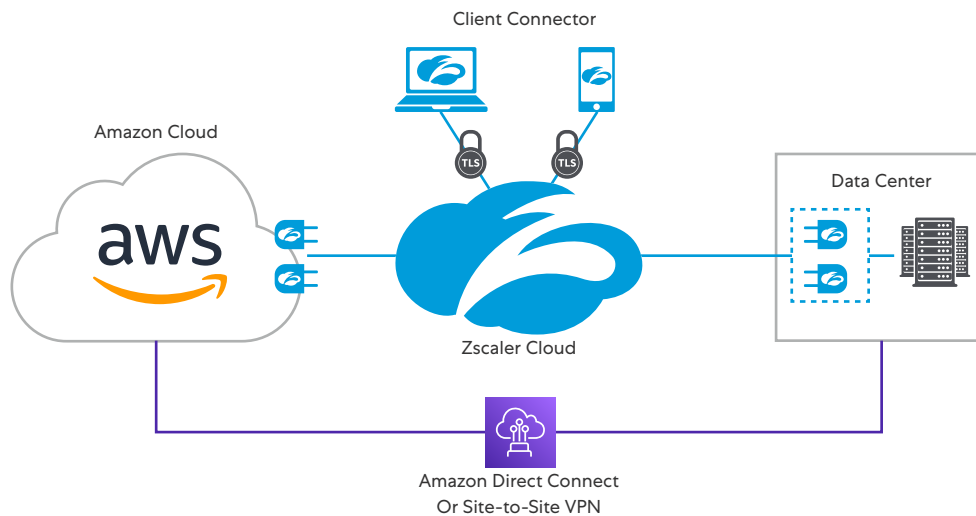 Client Connector
Amazon Cloud
TLS
TLS
Data Center
aws
Zscaler Cloud
Amazon Direct Connect
Or Site-to-Site VPN